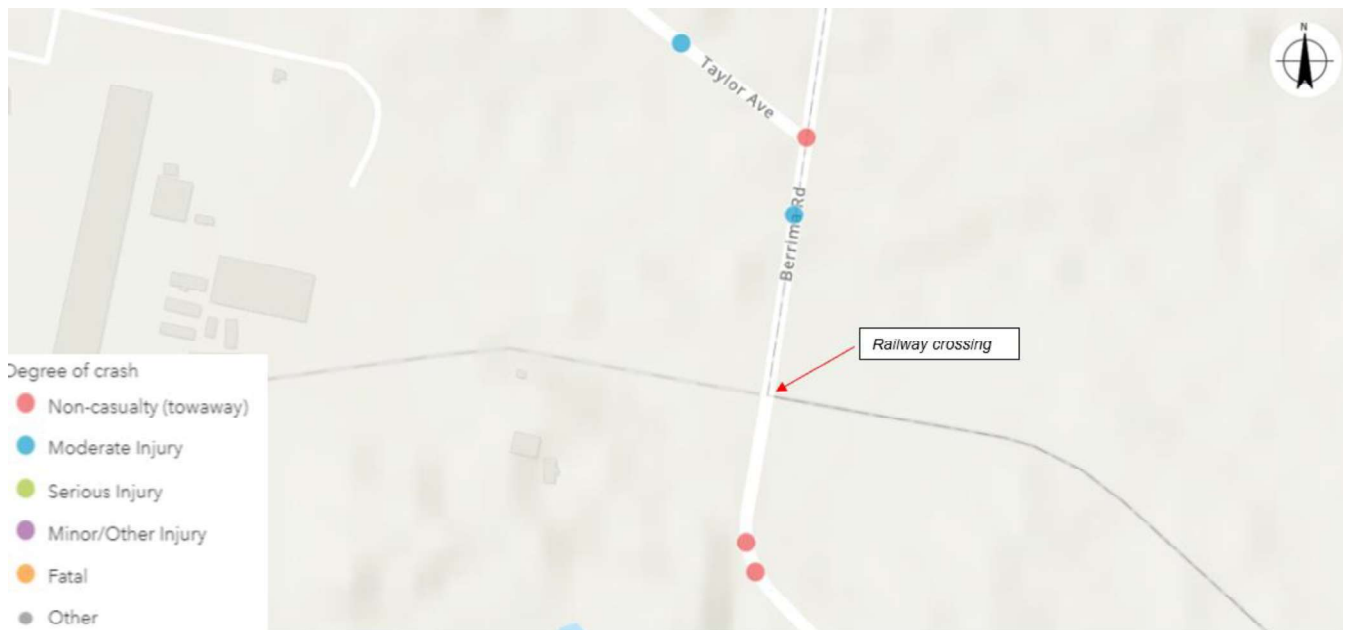 N
Taylor Ave
Berrima Rd
Railway crossing
Degree of crash
Non-casualty (towaway)
Moderate Injury
Serious Injury
Minor/Other Injury
Fatal
Other